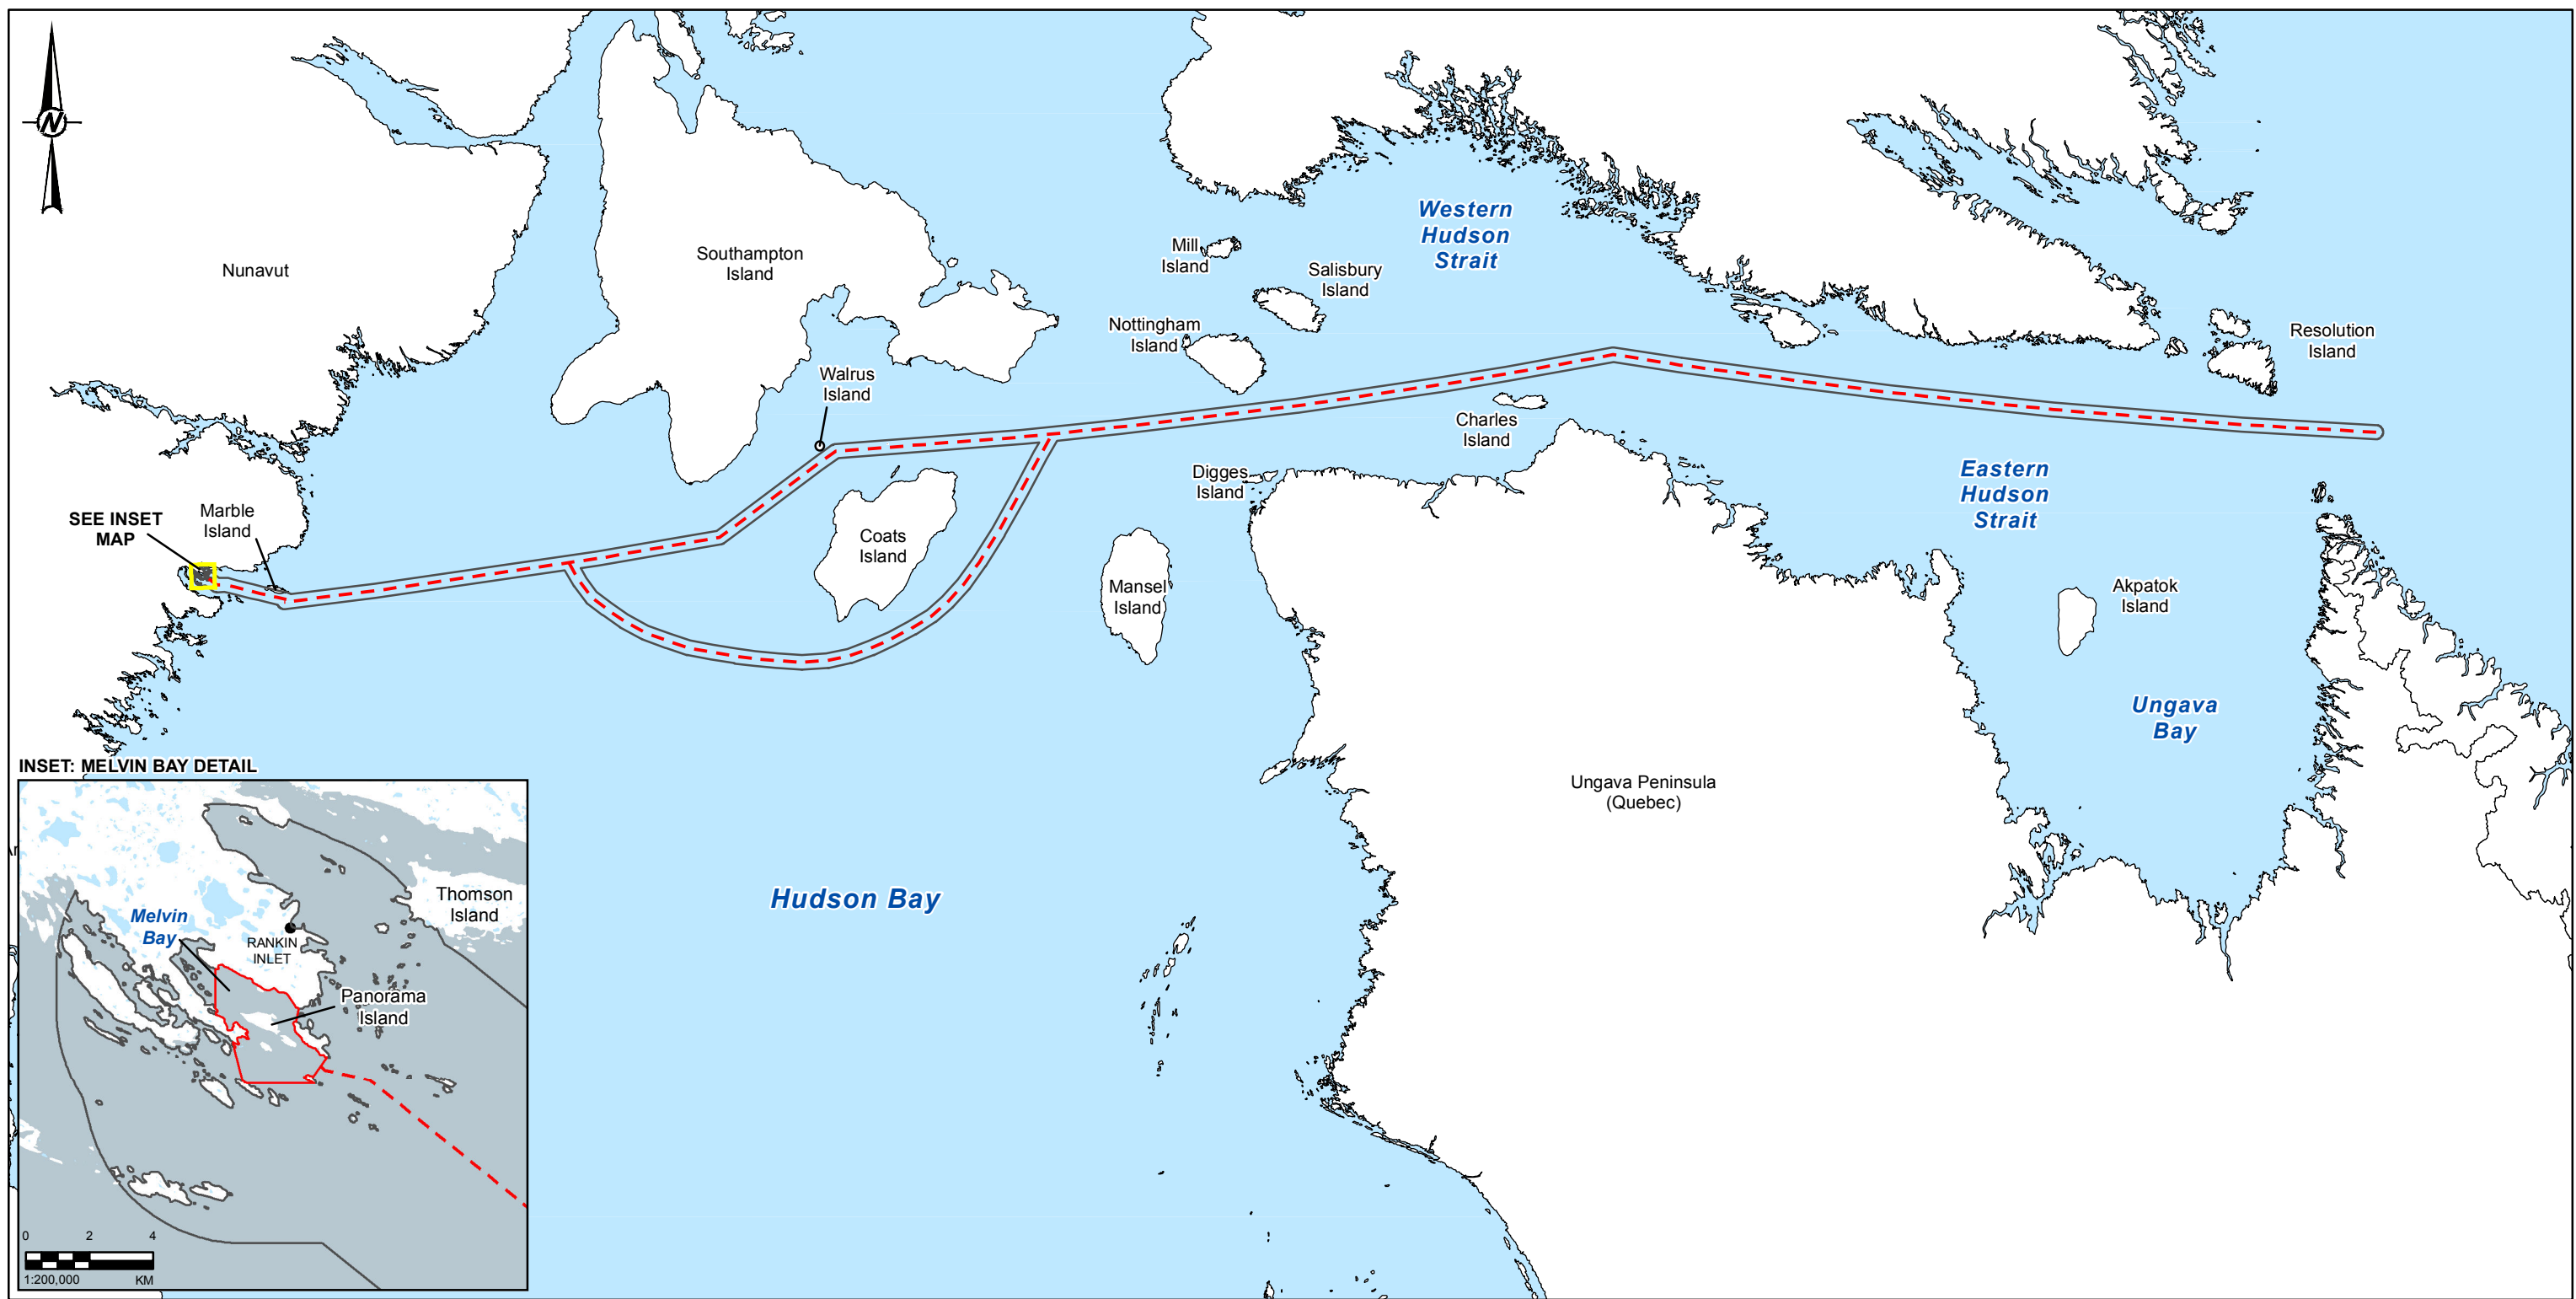 N
Nunavut
Southampton
Island
Western
Hudson
Strait
Mill
Island
Salisbury
Island
Nottingham
Island
Resolution
Island
Walrus
Island
Charles
Island
Digges
Island
Eastern
Hudson
Strait
SEE INSET
MAP
Marble
Island
Coats
Island
Mansel
Island
Akpatok
Island
Ungava
Bay
Ungava Peninsula
(Quebec)
Hudson Bay
INSET: MELVIN BAY DETAIL
Thomson
Island
Melvin
Bay
RANKIN
INLET
Panorama
Island
0 2 4
1:200,000 KM